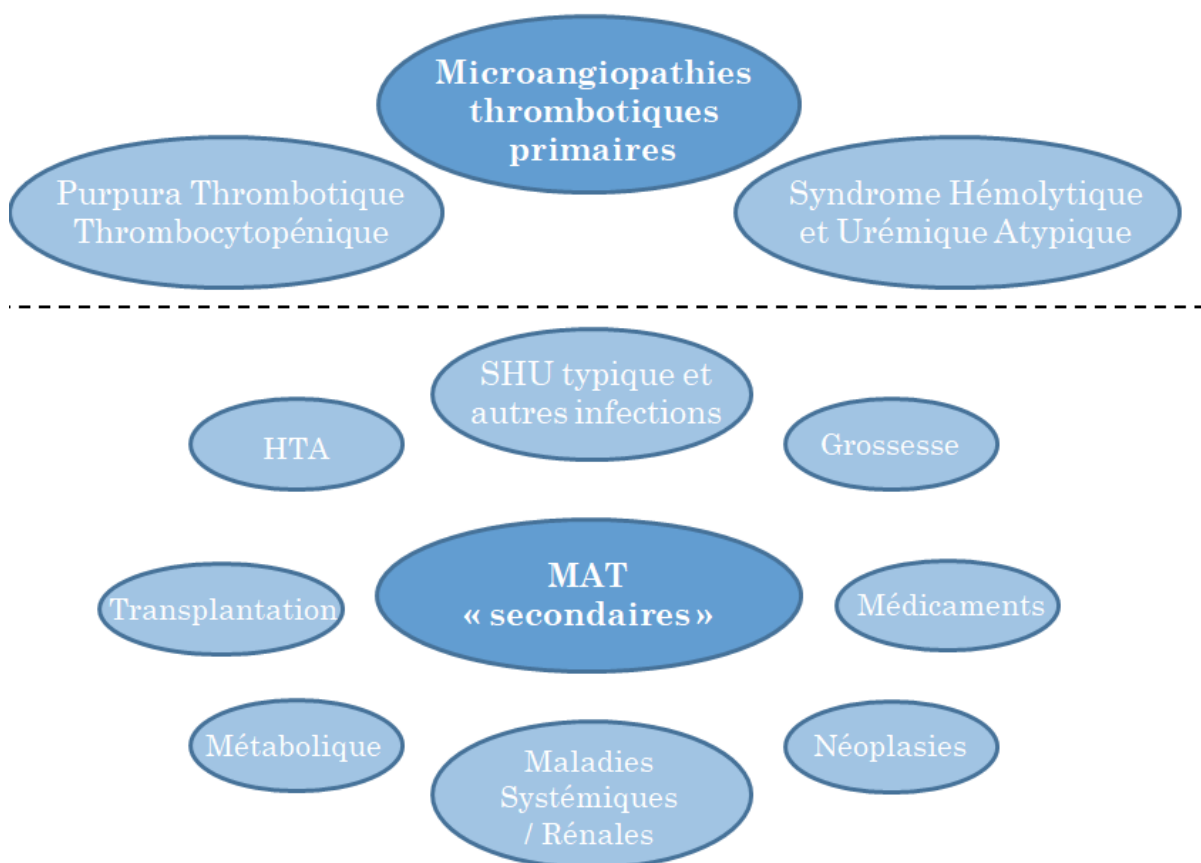 Microangiopathies
thrombotiques
primaires
Purpura Thrombotique
Thrombocytopénique
Syndrome Hémolytique
et Urémique Atypique
SHU typique et
autres infections
HTA
Grossesse
MAT
« secondaires »
Transplantation
Médicaments
Métabolique
Néoplasies
Maladies
Systémiques
/ Rénales